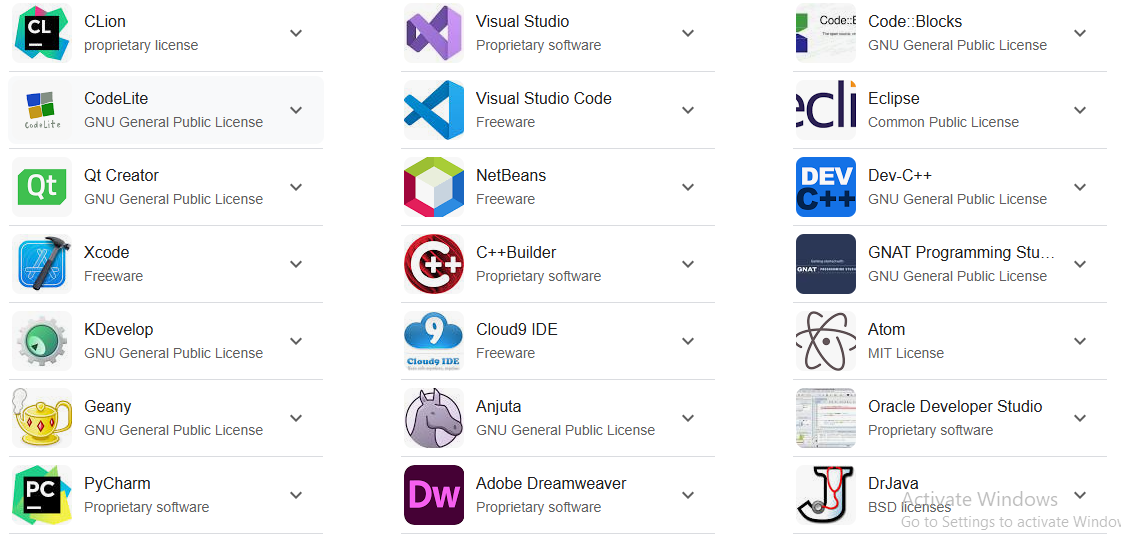 CL
CLion
proprietary license
Visual Studio
Proprietary software
Code::B
Code::Blocks
GNU General Public License
CodeLite
CodeLite
GNU General Public License
Visual Studio Code
Freeware
ecli
Eclipse
Common Public License
Qt
Qt Creator
GNU General Public License
NetBeans
Freeware
DEV
C++
Dev-C++
GNU General Public License
Xcode
Freeware
C++
C++Builder
Proprietary software
GNAT PROGRAMMING STUDIO
GNAT Programming Stu...
GNU General Public License
KDevelop
GNU General Public License
9
Cloud9 IDE
Cloud9 IDE
Freeware
Atom
MIT License
Geany
GNU General Public License
Anjuta
GNU General Public License
Oracle Developer Studio
Proprietary software
PC
PyCharm
Proprietary software
Dw
Adobe Dreamweaver
Proprietary software
J
DrJava
BSD licenses
Activate Windows
Go to Settings to activate Window